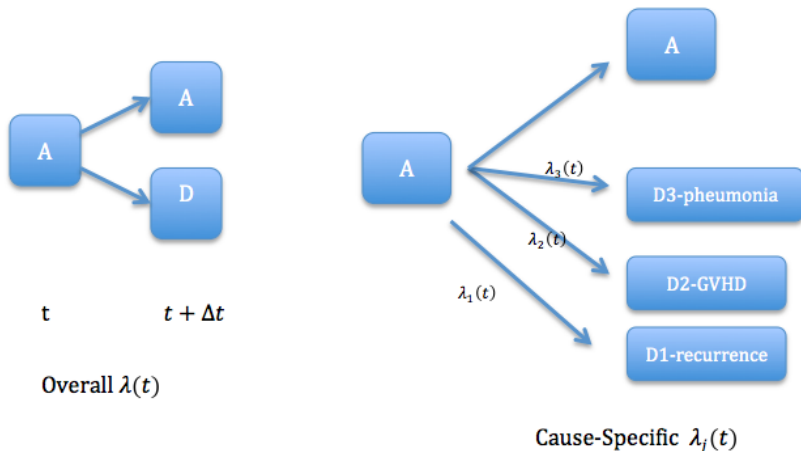 A
A
D
t
t + Δt
Overall λ(t)
A
A
λ₃(t)
D3-pheumonia
λ₂(t)
D2-GVHD
λ₁(t)
D1-recurrence
Cause-Specific λⱼ(t)